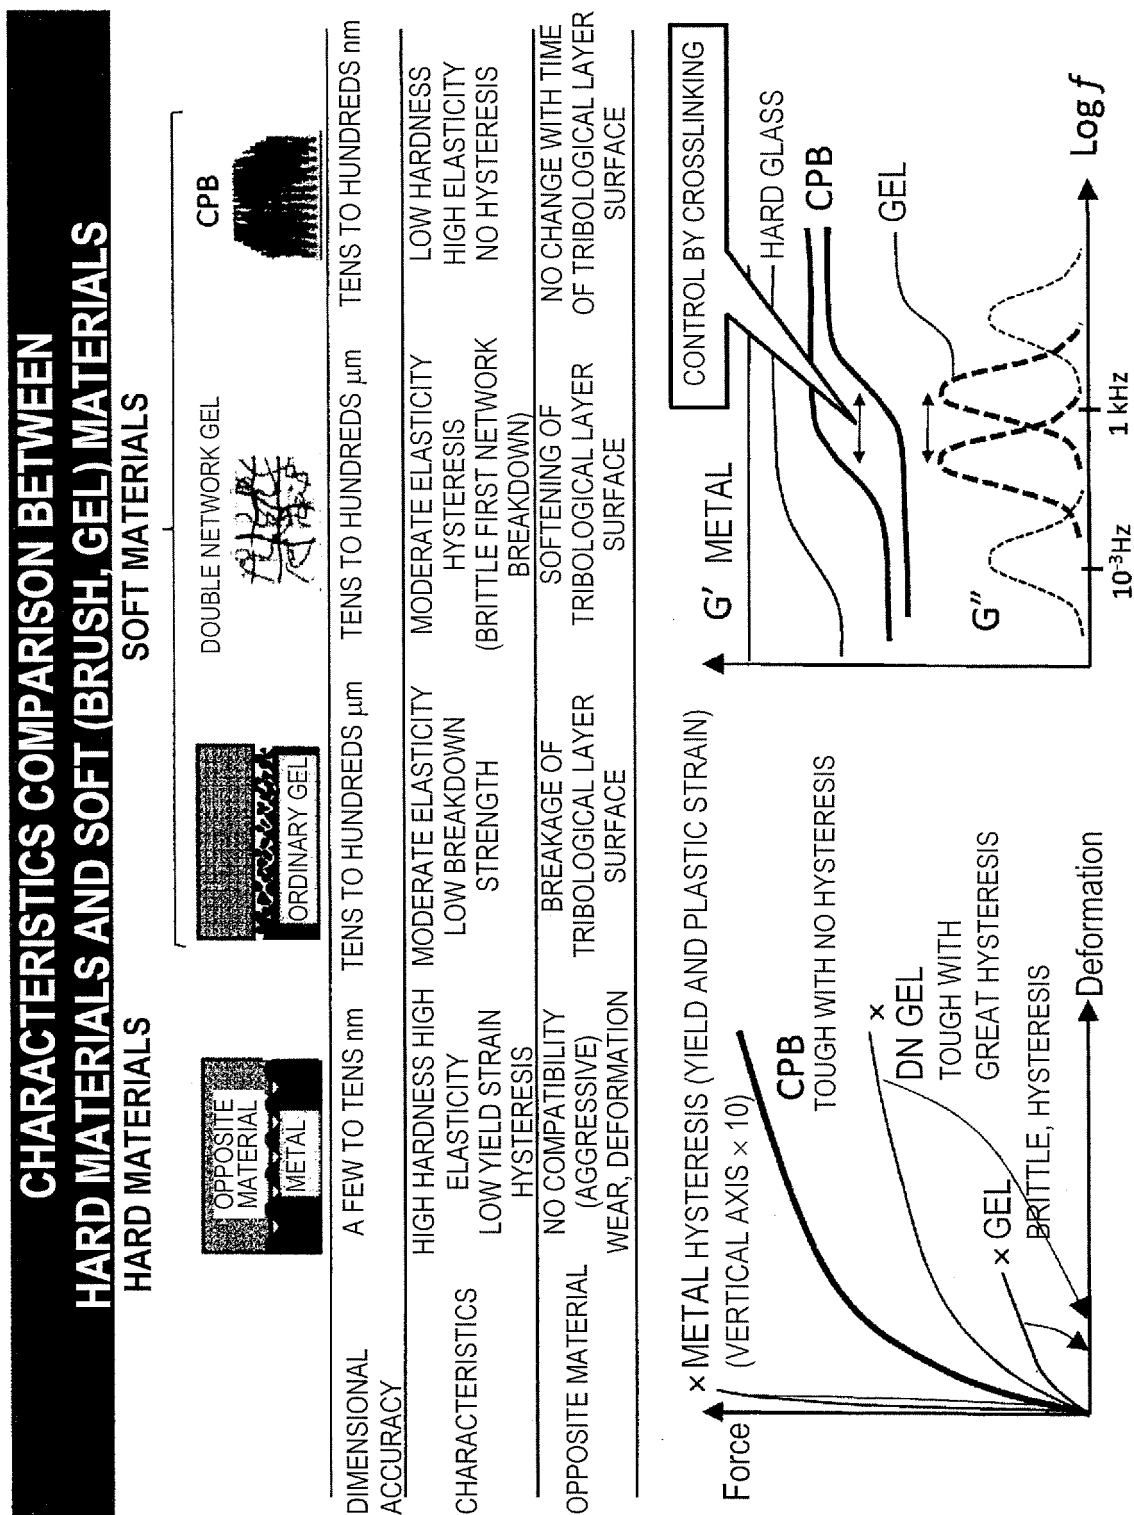 CHARACTERISTICS COMPARISON BETWEEN
HARD MATERIALS AND SOFT (BRUSH, GEL) MATERIALS
HARD MATERIALS
SOFT MATERIALS
OPPOSITE
MATERIAL
METAL
ORDINARY GEL
DOUBLE NETWORK GEL
CPB
DIMENSIONAL
ACCURACY
A FEW TO TENS nm
TENS TO HUNDREDS μm
TENS TO HUNDREDS μm
TENS TO HUNDREDS nm
CHARACTERISTICS
HIGH HARDNESS HIGH
ELASTICITY
LOW YIELD STRAIN
HYSTERESIS
MODERATE ELASTICITY
LOW BREAKDOWN
STRENGTH
MODERATE ELASTICITY
HYSTERESIS
(BRITTLE FIRST NETWORK
BREAKDOWN)
LOW HARDNESS
HIGH ELASTICITY
NO HYSTERESIS
OPPOSITE MATERIAL
NO COMPATIBILITY
(AGGRESSIVE)
WEAR, DEFORMATION
BREAKAGE OF
TRIBOLOGICAL LAYER
SURFACE
SOFTENING OF
TRIBOLOGICAL LAYER
SURFACE
NO CHANGE WITH TIME
OF TRIBOLOGICAL LAYER
SURFACE
Force
× METAL HYSTERESIS (YIELD AND PLASTIC STRAIN)
(VERTICAL AXIS × 10)
CPB
TOUGH WITH NO HYSTERESIS
×
DN GEL
TOUGH WITH
GREAT HYSTERESIS
× GEL
BRITTLE, HYSTERESIS
Deformation
G' METAL
CONTROL BY CROSSLINKING
HARD GLASS
CPB
GEL
G"
10⁻³Hz
1 kHz
Log f